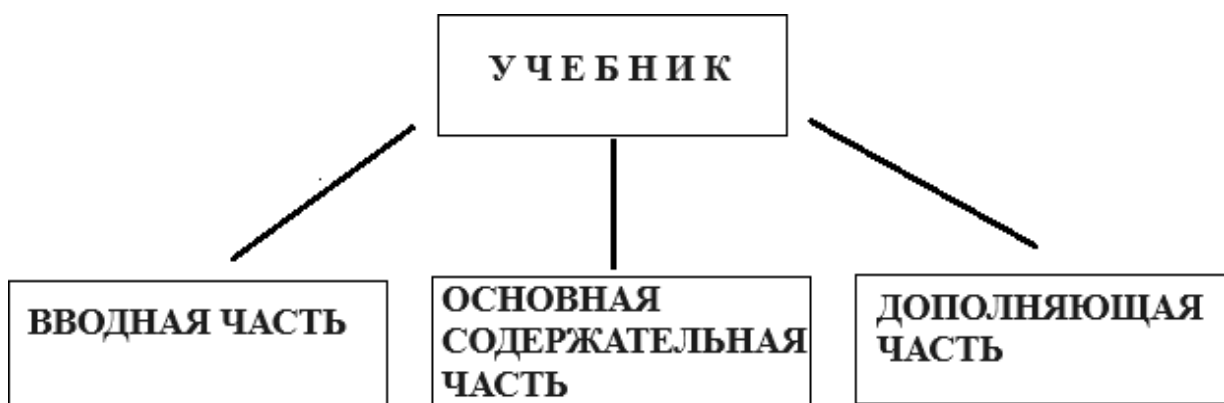 У Ч Е Б Н И К
ВВОДНАЯ ЧАСТЬ
ОСНОВНАЯ
СОДЕРЖАТЕЛЬНАЯ
ЧАСТЬ
ДОПОЛНЯЮЩАЯ
ЧАСТЬ